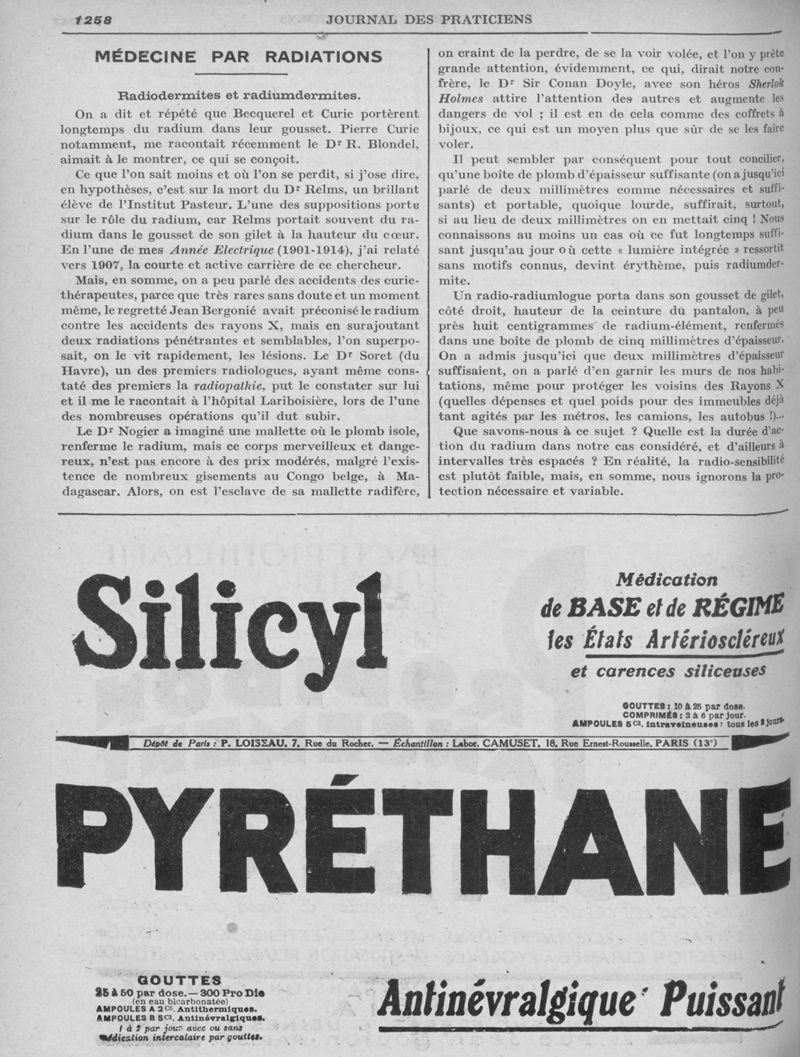 1258
JOURNAL DES PRATICIENS
MÉDECINE PAR RADIATIONS
Radiodermites et radiumdermites.
On a dit et répété que Becquerel et Curie portèrent
longtemps du radium dans leur gousset. Pierre Curie
notamment, me racontait récemment le Dr R. Blondel,
aimait à le montrer, ce qui se conçoit.
Ce que l'on sait moins et où l'on se perdit, si j'ose dire,
en hypothèses, c'est sur la mort du Dr Relms, un brillant
élève de l'Institut Pasteur. L'une des suppositions porta
sur le rôle du radium, car Relms portait souvent du ra-
dium dans le gousset de son gilet à la hauteur du cœur.
En l'une de mes Année Electrique (1901-1914), j'ai relaté
vers 1907, la courte et active carrière de ce chercheur.
Mais, en somme, on a peu parlé des accidents des curie-
thérapeutes, parce que très rares sans doute et un moment
même, le regretté Jean Bergonié avait préconisé le radium
contre les accidents des rayons X, mais en surajoutant
deux radiations pénétrantes et semblables, l'on superpo-
sait, on le vit rapidement, les lésions. Le Dr Soret (du
Havre), un des premiers radiologues, ayant même cons-
taté des premiers la radiopathie, put le constater sur lui
et il me le racontait à l'hôpital Lariboisière, lors de l'une
des nombreuses opérations qu'il dut subir.
Le Dr Nogier a imaginé une mallette où le plomb isole,
renferme le radium, mais ce corps merveilleux et dange-
reux, n'est pas encore à des prix modérés, malgré l'exis-
tence de nombreux gisements au Congo belge, à Ma-
dagascar. Alors, on est l'esclave de sa mallette radifère,
on craint de la perdre, de se la voir volée, et l'on y prête
grande attention, évidemment, ce qui, dirait notre con-
frère, le Dr Sir Conan Doyle, avec son héros Sherlok
Holmes attire l'attention des autres et augmente les
dangers de vol ; il en est de cela comme des coffrets à
bijoux, ce qui est un moyen plus que sûr de se les faire
voler.
Il peut sembler par conséquent pour tout concilier,
qu'une boîte de plomb d'épaisseur suffisante (on a jusqu'ici
parlé de deux millimètres comme nécessaires et suffi-
sants) et portable, quoique lourde, suffirait, surtout,
si au lieu de deux millimètres on en mettait cinq ! Nous
connaissons au moins un cas où ce fut longtemps suffi-
sant jusqu'au jour où cette « lumière intégrée » ressortit
sans motifs connus, devint érythème, puis radiumder-
mite.
Un radio-radiumlogue porta dans son gousset de gilet,
côté droit, hauteur de la ceinture du pantalon, à peu
près huit centigrammes de radium-élément, renfermés
dans une boîte de plomb de cinq millimètres d'épaisseur.
On a admis jusqu'ici que deux millimètres d'épaisseur
suffisaient, on a parlé d'en garnir les murs de nos habi-
tations, même pour protéger les voisins des Rayons X
(quelles dépenses et quel poids pour des immeubles déjà
tant agités par les métros, les camions, les autobus !)...
Que savons-nous à ce sujet ? Quelle est la durée d'ac-
tion du radium dans notre cas considéré, et d'ailleurs à
intervalles très espacés ? En réalité, la radio-sensibilité
est plutôt faible, mais, en somme, nous ignorons la pro-
tection nécessaire et variable.
Silicyl
Médication
de BASE et de RÉGIME
les États Artérioscléreux
et carences siliceuses
GOUTTES : 10 à 25 par dose.
COMPRIMÉS : 3 à 6 par jour.
AMPOULES 5 cc. intraveineuses : tous les 2 jours.
Dépôt de Paris : P. LOISEAU, 7, Rue du Rocher. — Échantillon : Labor. CAMUSET, 18, Rue Ernest-Rousselle, PARIS (13e)
PYRÉTHANE
GOUTTES
25 à 50 par dose. — 300 Pro Die
(en eau bicarbonatée)
AMPOULES A 2 cc. Antithermiques.
AMPOULES B 5 cc. Antinévralgiques.
1 à 2 par jour avec ou sans
médication intercalaire par gouttes.
Antinévralgique Puissant